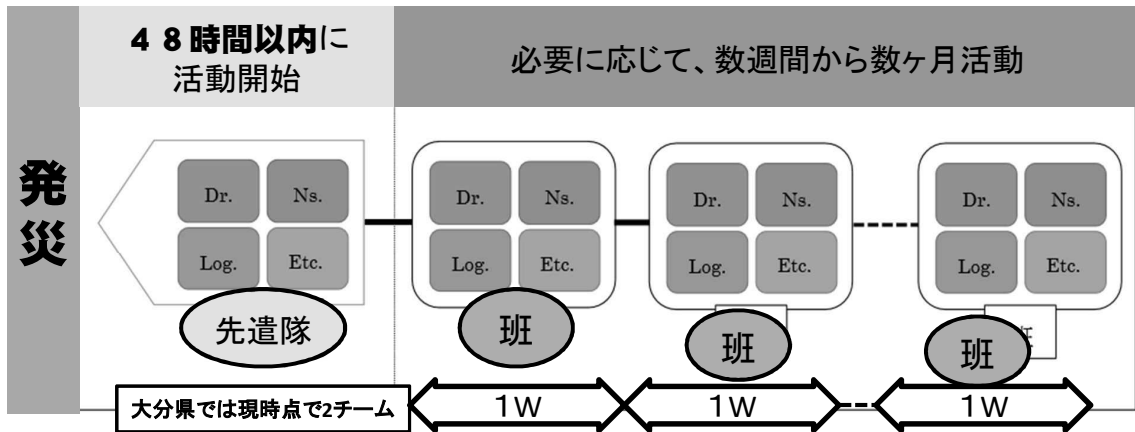 ４８時間以内に
活動開始
必要に応じて、数週間から数ヶ月活動
発災
Dr. Ns.
Log. Etc.
先遣隊
Dr. Ns.
Log. Etc.
班
Dr. Ns.
Log. Etc.
班
Dr. Ns.
Log. Etc.
班
大分県では現時点で2チーム
1W
1W
1W